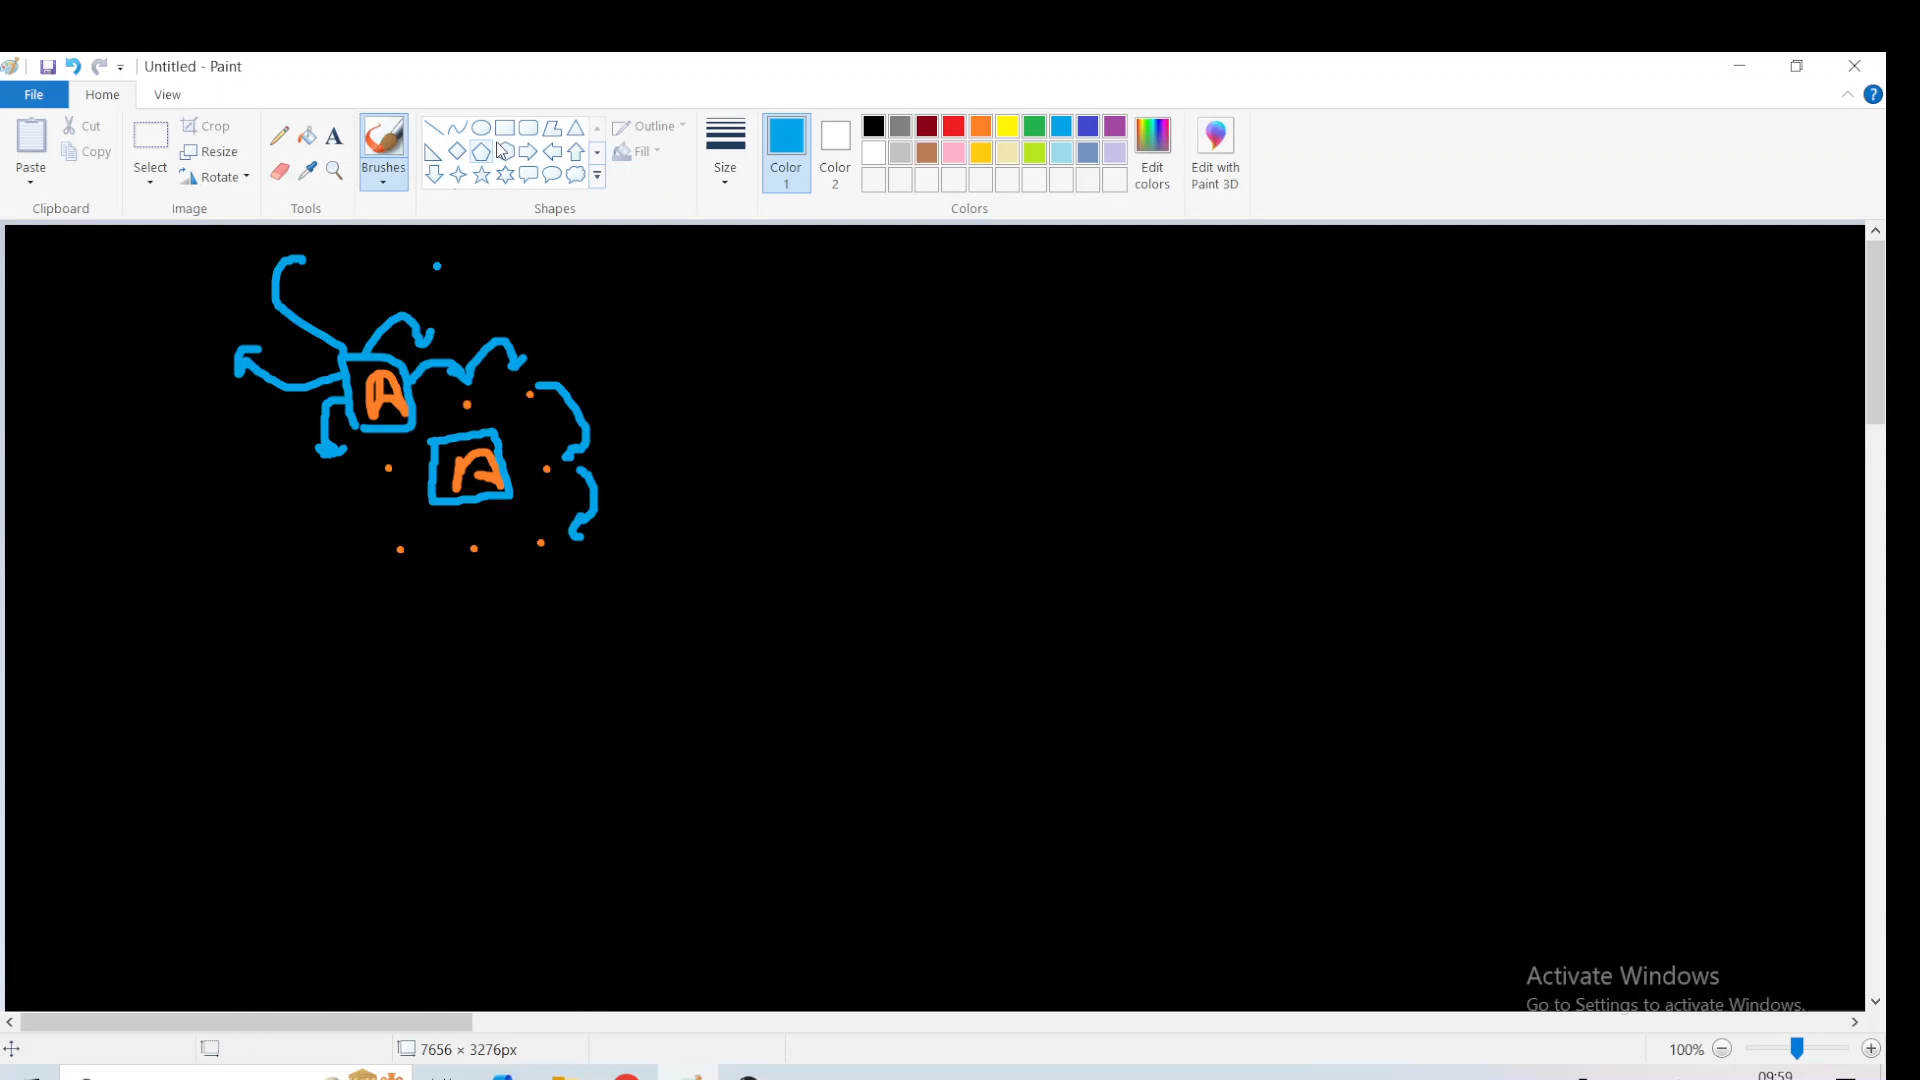 Untitled - Paint
File Home View
Paste
Cut
Copy
Clipboard
Select
Crop
Resize
Rotate
Image
A
Tools
Brushes
Shapes
Outline
Fill
Size
Color 1
Color 2
Colors
Edit colors
Edit with Paint 3D
?
A
A
Activate Windows
Go to Settings to activate Windows.
7656 × 3276px
100%
09:59